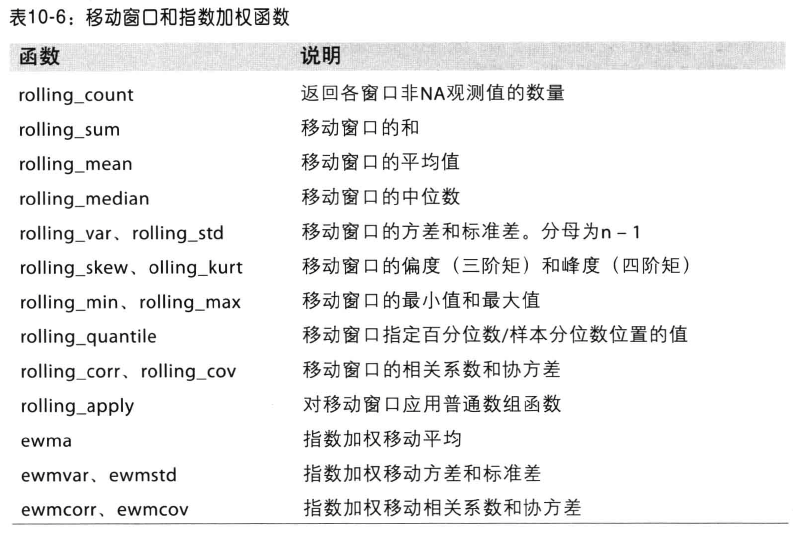 表10-6：移动窗口和指数加权函数
函数 说明
rolling_count 返回各窗口非NA观测值的数量
rolling_sum 移动窗口的和
rolling_mean 移动窗口的平均值
rolling_median 移动窗口的中位数
rolling_var、rolling_std 移动窗口的方差和标准差。分母为n – 1
rolling_skew、olling_kurt 移动窗口的偏度（三阶矩）和峰度（四阶矩）
rolling_min、rolling_max 移动窗口的最小值和最大值
rolling_quantile 移动窗口指定百分位数/样本分位数位置的值
rolling_corr、rolling_cov 移动窗口的相关系数和协方差
rolling_apply 对移动窗口应用普通数组函数
ewma 指数加权移动平均
ewmvar、ewmstd 指数加权移动方差和标准差
ewmcorr、ewmcov 指数加权移动相关系数和协方差